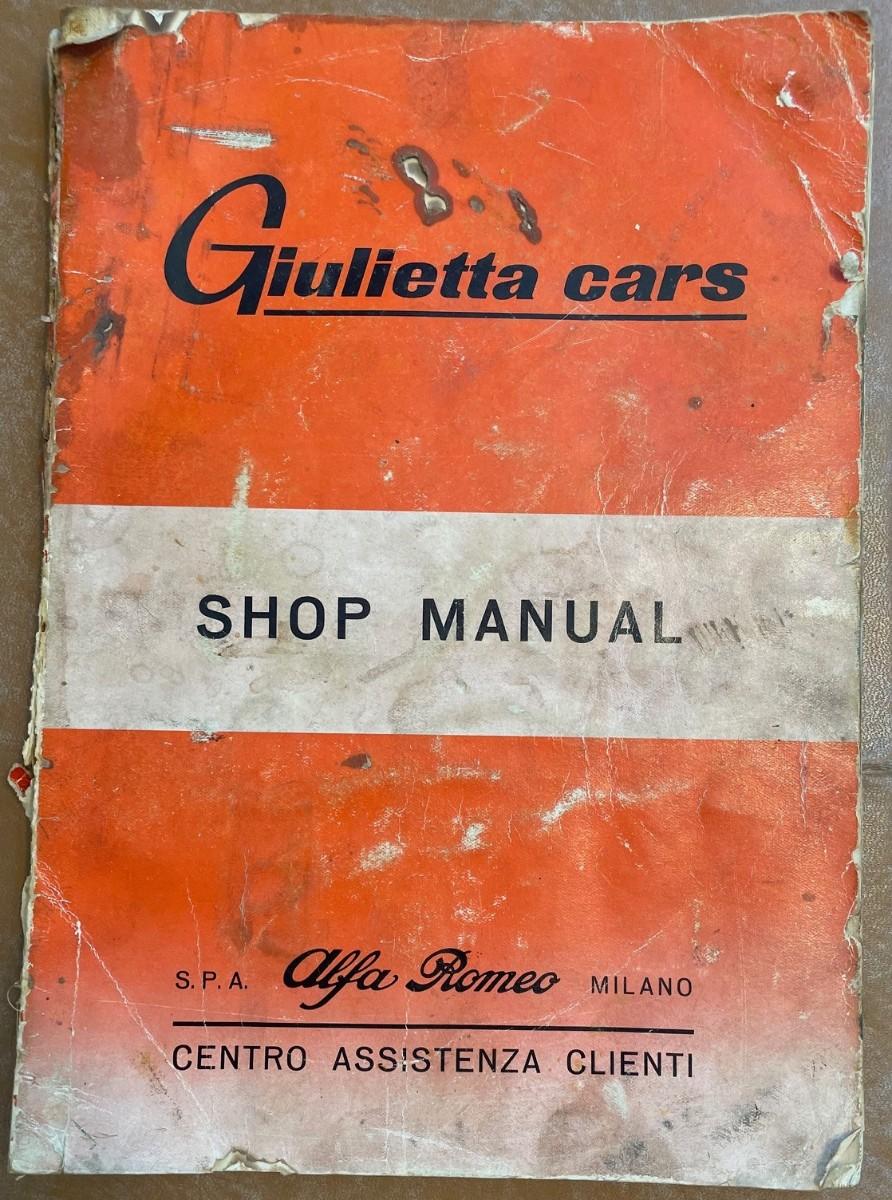 Giulietta cars
SHOP MANUAL
S.P.A. Alfa Romeo MILANO
CENTRO ASSISTENZA CLIENTI